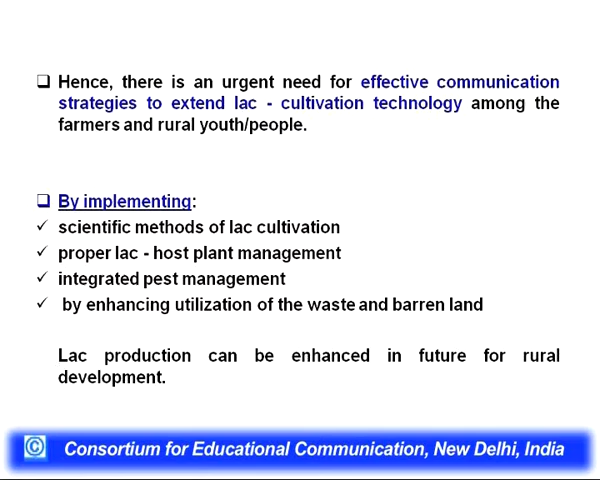 ❑ Hence, there is an urgent need for effective communication
strategies to extend lac - cultivation technology among the
farmers and rural youth/people.
❑ By implementing:
✓ scientific methods of lac cultivation
✓ proper lac - host plant management
✓ integrated pest management
✓ by enhancing utilization of the waste and barren land
Lac production can be enhanced in future for rural
development.
© Consortium for Educational Communication, New Delhi, India